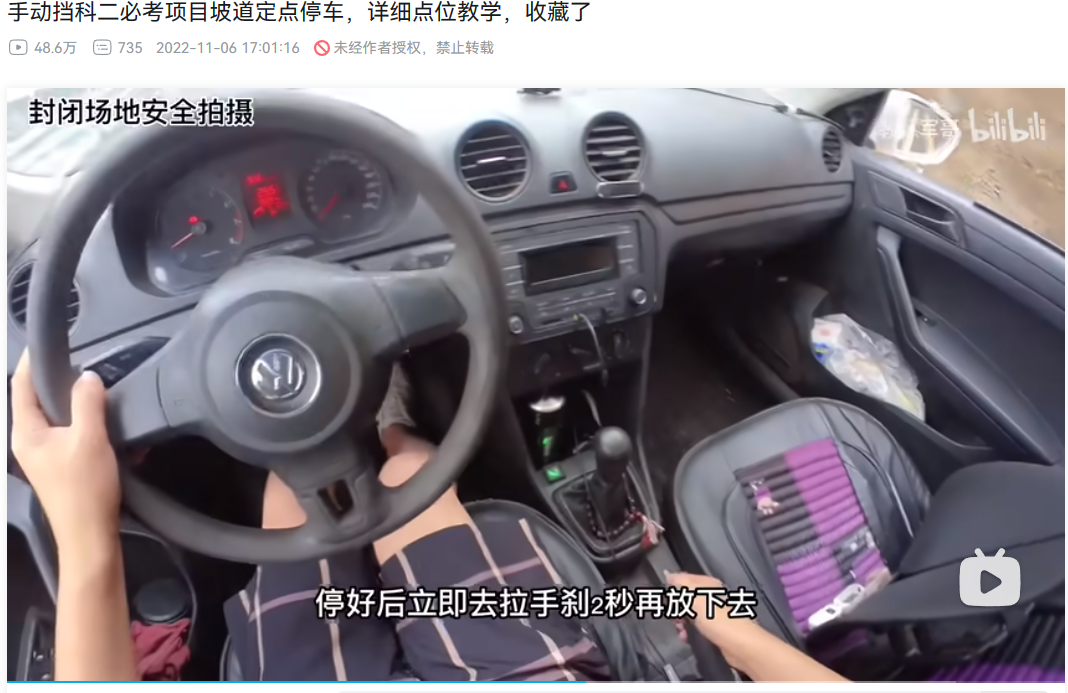 手动挡科二必考项目坡道定点停车，详细点位教学，收藏了
48.6万 735 2022-11-06 17:01:16 未经作者授权，禁止转载
封闭场地安全拍摄
军哥 bilibili
停好后立即去拉手刹2秒再放下去